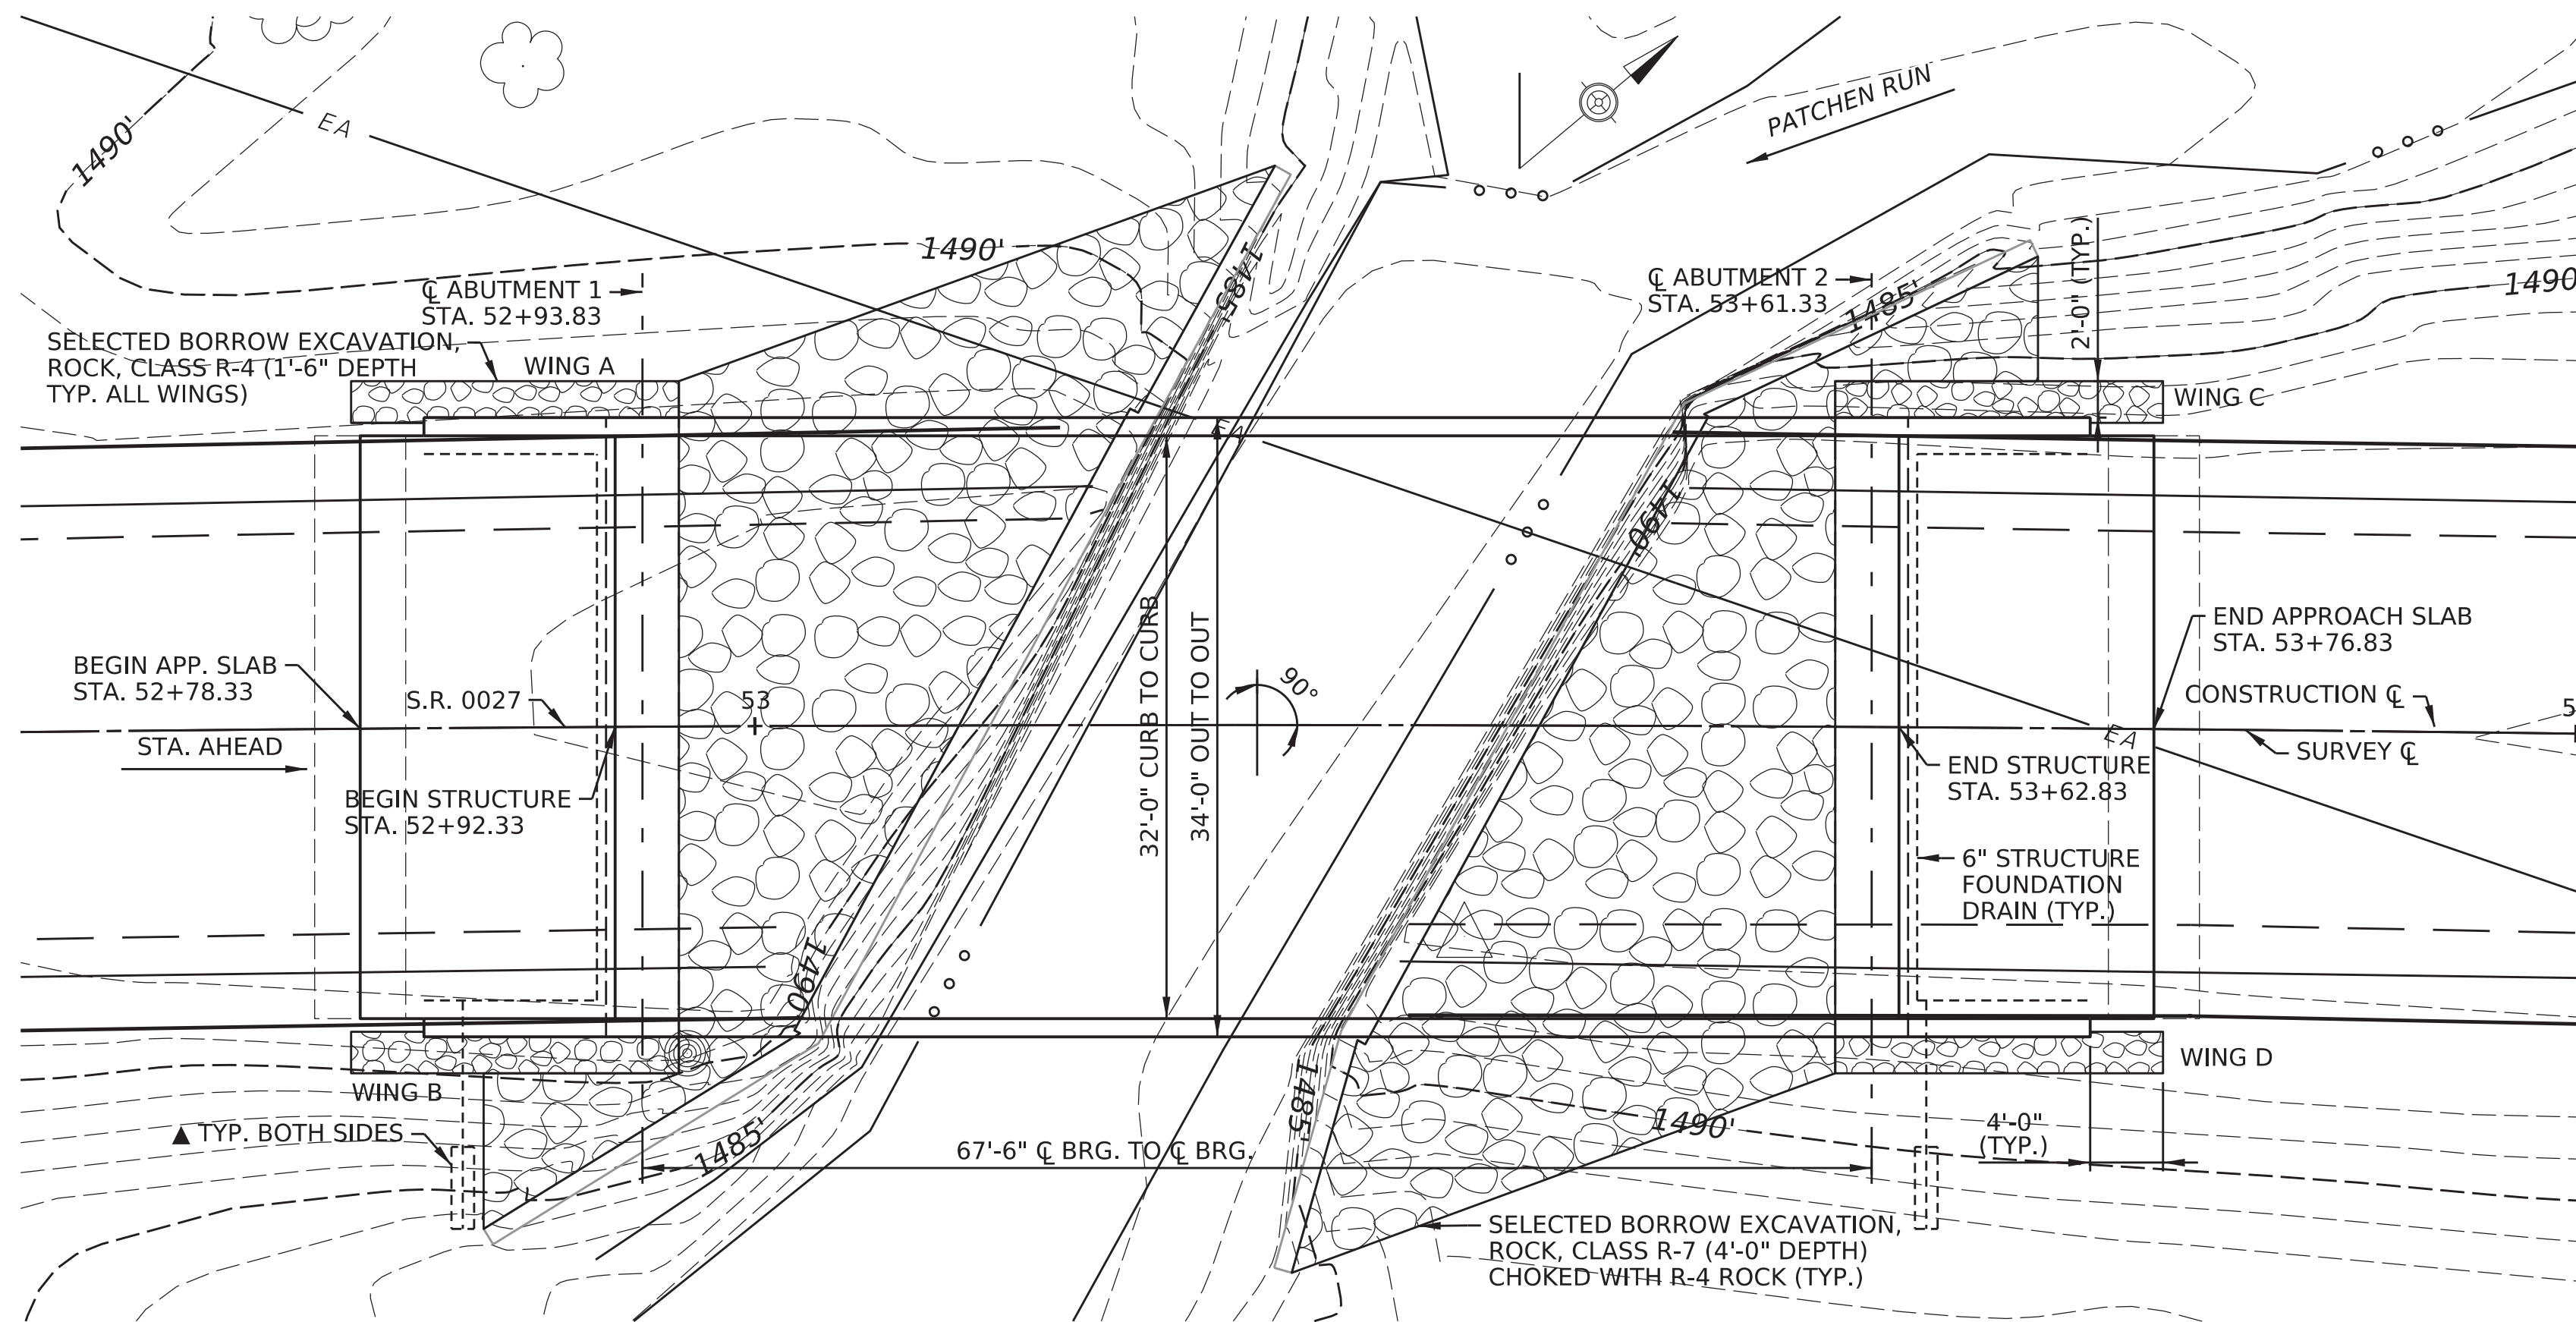 1490'
EA
PATCHEN RUN
1490'
1485'
℄ ABUTMENT 1
STA. 52+93.83
℄ ABUTMENT 2
STA. 53+61.33
1485'
2'-0" (TYP.)
1490
SELECTED BORROW EXCAVATION,
ROCK, CLASS R-4 (1'-6" DEPTH
TYP. ALL WINGS)
WING A
WING C
EA
1490'
32'-0" CURB TO CURB
34'-0" OUT TO OUT
90°
BEGIN APP. SLAB
STA. 52+78.33
S.R. 0027
53
STA. AHEAD
BEGIN STRUCTURE
STA. 52+92.33
END APPROACH SLAB
STA. 53+76.83
CONSTRUCTION ℄
5
EA
SURVEY ℄
END STRUCTURE
STA. 53+62.83
6" STRUCTURE
FOUNDATION
DRAIN (TYP.)
1490
WING B
WING D
▲ TYP. BOTH SIDES
1485'
67'-6" ℄ BRG. TO ℄ BRG.
1485'
1490'
4'-0"
(TYP.)
SELECTED BORROW EXCAVATION,
ROCK, CLASS R-7 (4'-0" DEPTH)
CHOKED WITH R-4 ROCK (TYP.)